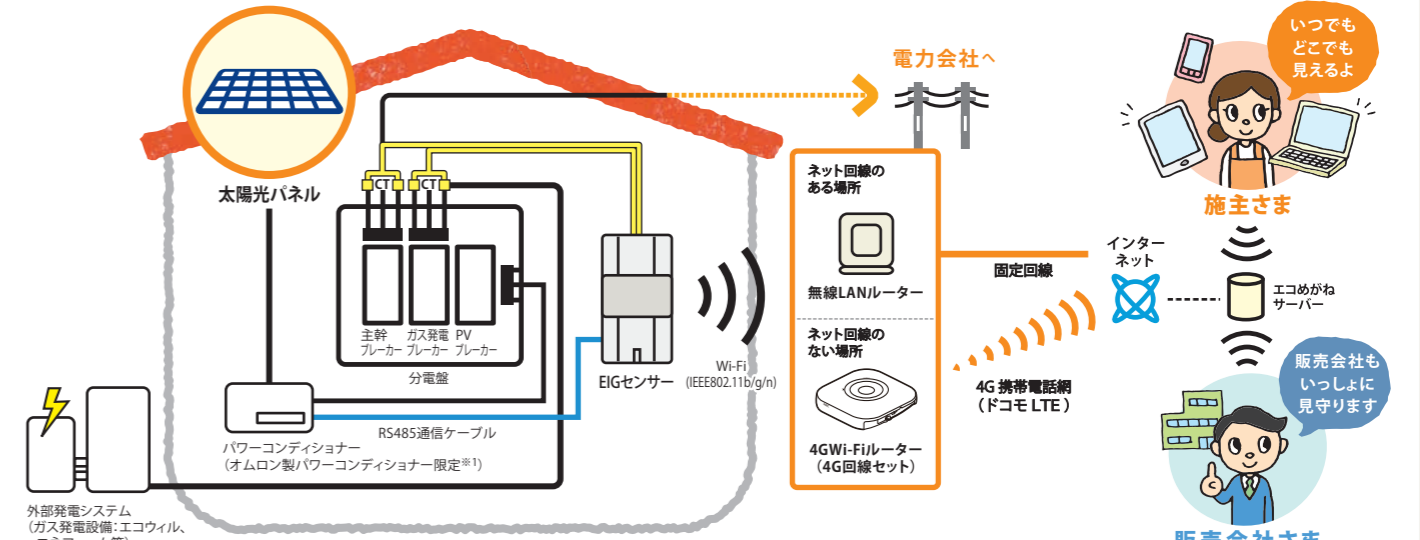 太陽光パネル
CT
CT
主幹
ブレーカー
ガス発電
ブレーカー
PV
ブレーカー
分電盤
EIGセンサー
Wi-Fi
(IEEE802.11b/g/n)
RS485通信ケーブル
パワーコンディショナー
(オムロン製パワーコンディショナー限定※1)
外部発電システム
(ガス発電設備:エコウィル、
電力会社へ
ネット回線の
ある場所
無線LANルーター
ネット回線の
ない場所
4GWi-Fiルーター
(4G回線セット)
固定回線
4G 携帯電話網
(ドコモ LTE )
インター
ネット
エコめがね
サーバー
いつでも
どこでも
見えるよ
施主さま
販売会社も
いっしょに
見守ります
販売会社さま